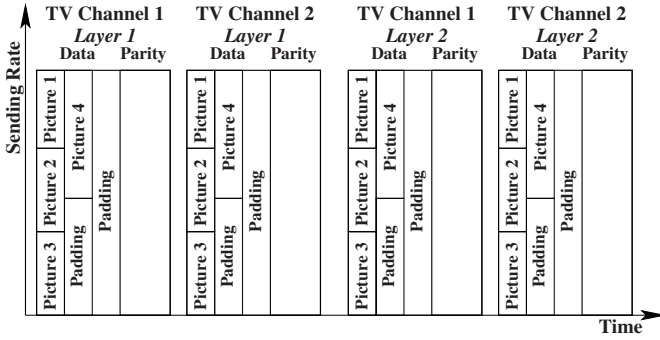 TV Channel 1 TV Channel 2 TV Channel 1 TV Channel 2
Layer 1 Layer 1 Layer 2 Layer 2
Data Parity Data Parity Data Parity Data Parity
Sending Rate
Picture 1
Picture 2
Picture 3
Picture 4
Padding
Padding
Picture 1
Picture 2
Picture 3
Picture 4
Padding
Padding
Picture 1
Picture 2
Picture 3
Picture 4
Padding
Padding
Picture 1
Picture 2
Picture 3
Picture 4
Padding
Padding
Time